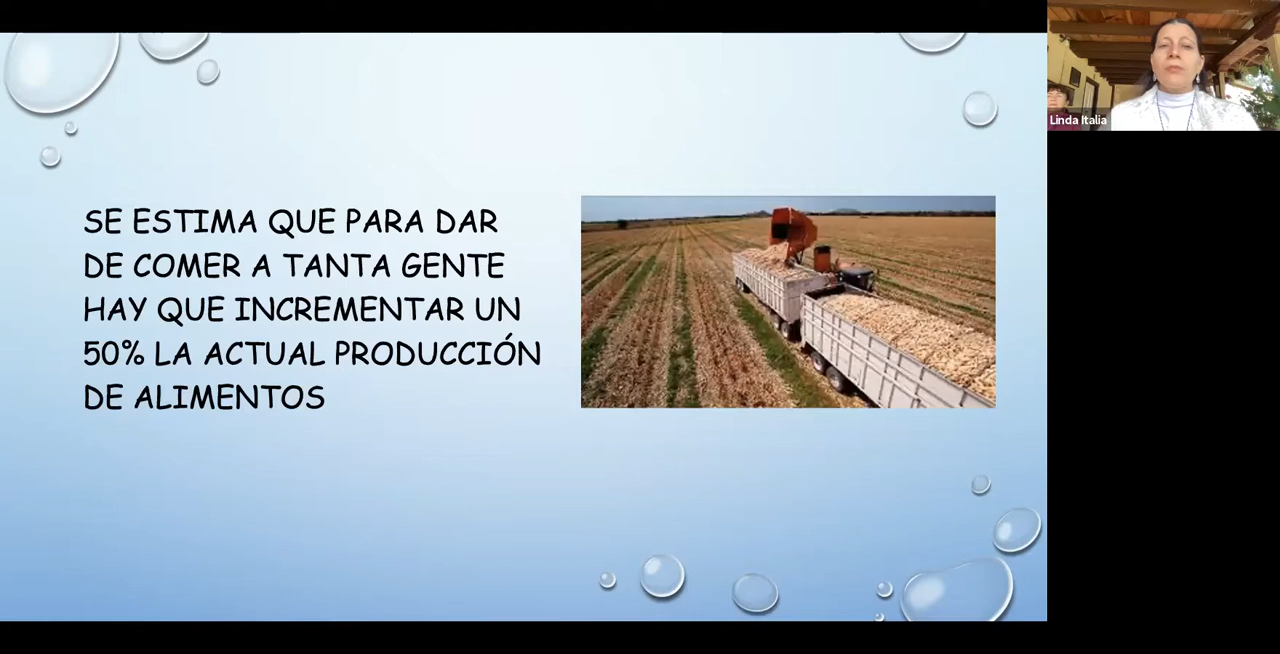 SE ESTIMA QUE PARA DAR
DE COMER A TANTA GENTE
HAY QUE INCREMENTAR UN
50% LA ACTUAL PRODUCCIÓN
DE ALIMENTOS
Linda Italia